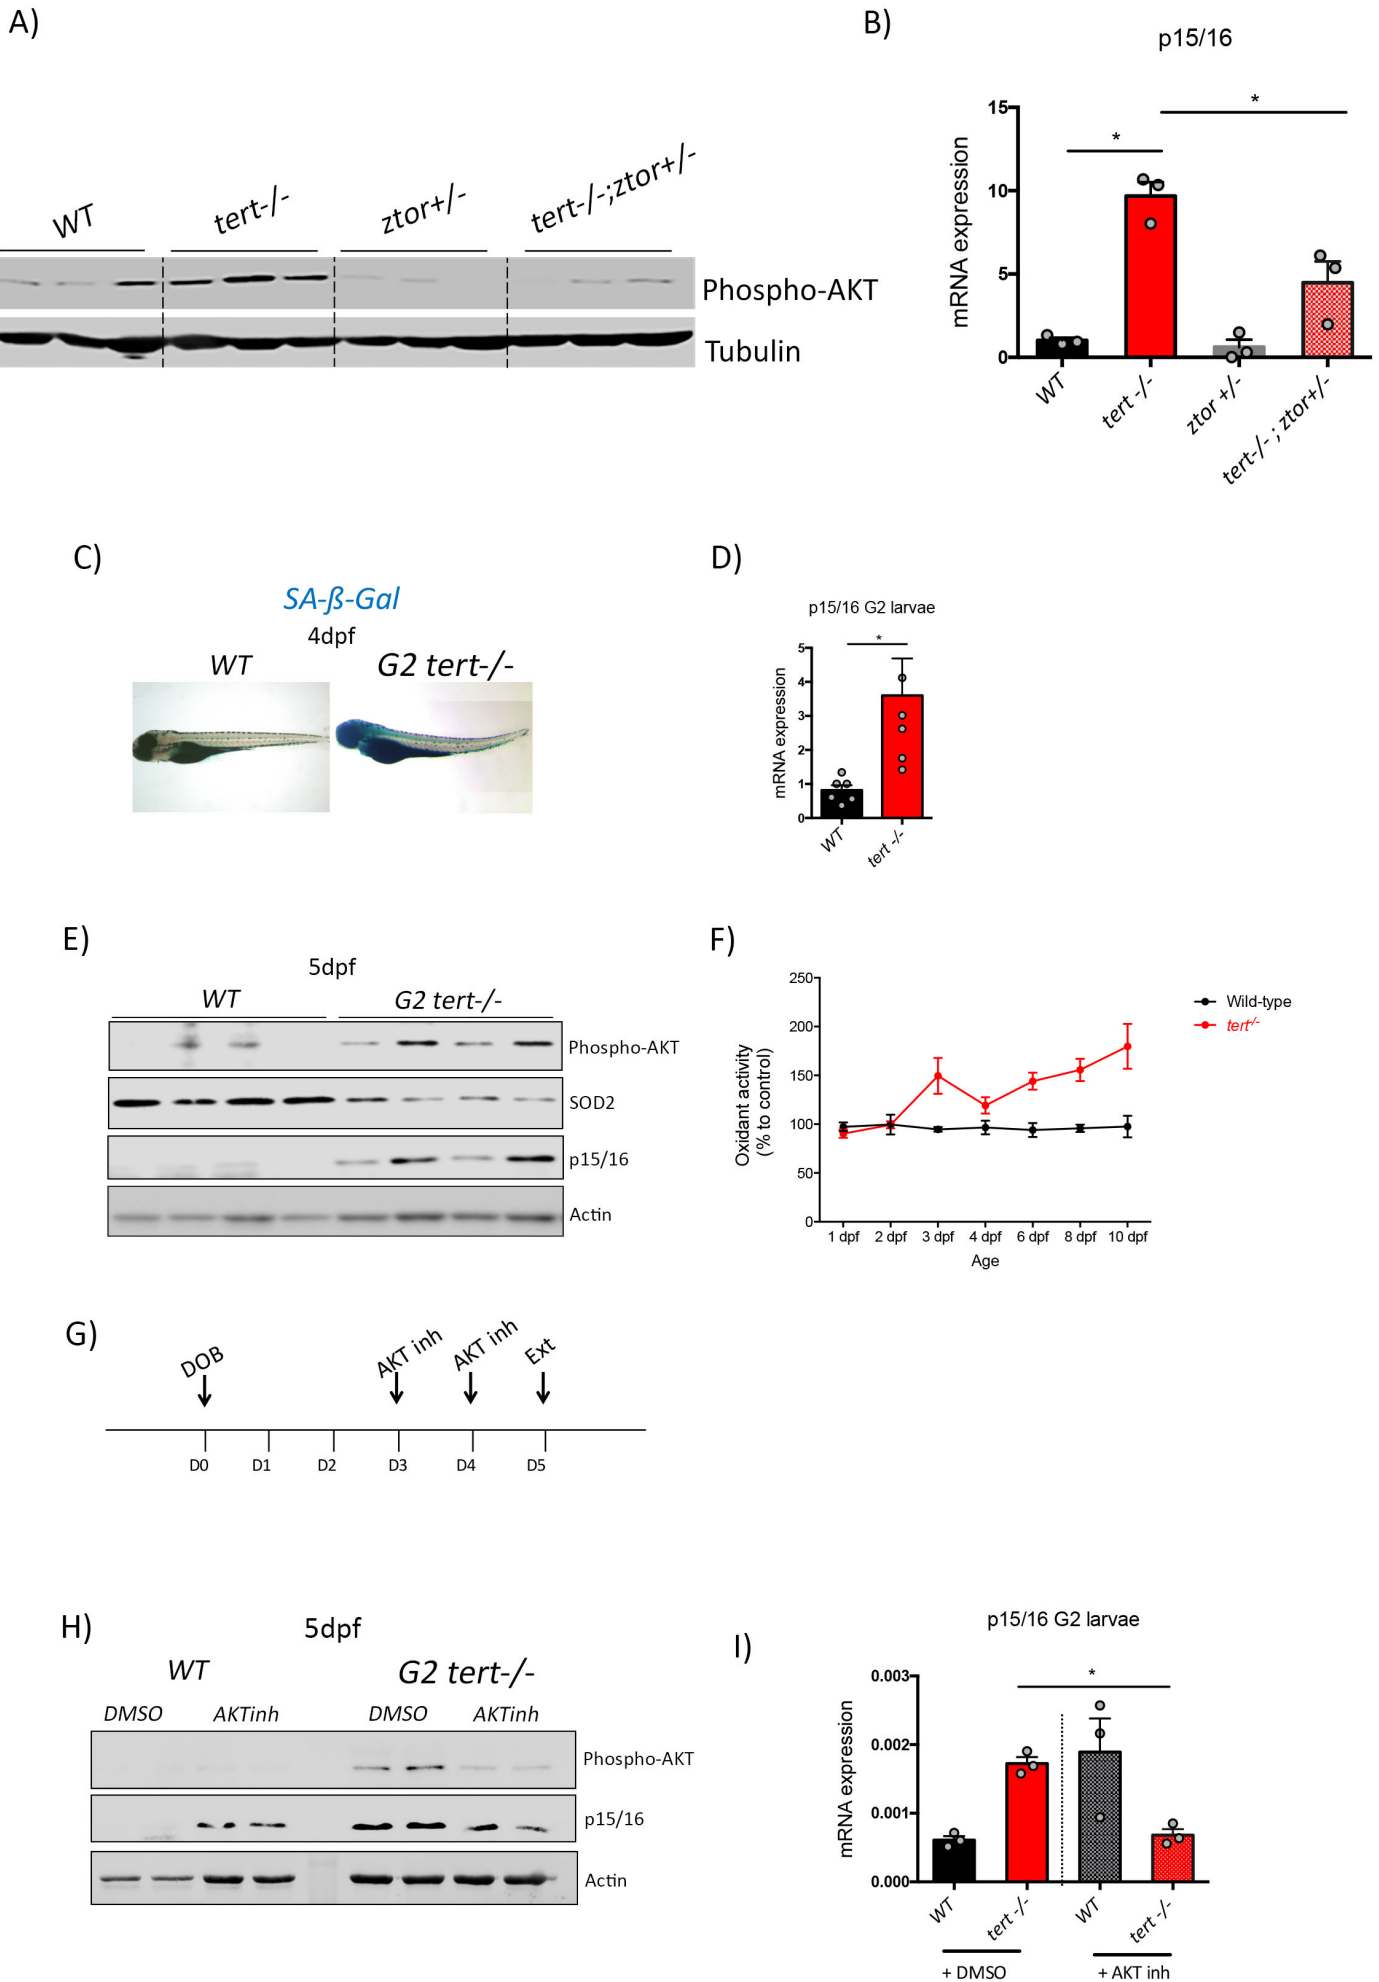 A)
WT
tert-/-
ztor+/-
tert-/-;ztor+/-
Phospho-AKT
Tubulin
B)
p15/16
mRNA expression
15
10
5
0
*
*
WT
tert -/-
ztor +/-
tert-/- ; ztor+/-
C)
SA-ß-Gal
4dpf
WT
G2 tert-/-
D)
p15/16 G2 larvae
mRNA expression
5
4
3
2
1
0
*
WT
tert -/-
E)
5dpf
WT
G2 tert-/-
Phospho-AKT
SOD2
p15/16
Actin
F)
Oxidant activity
(% to control)
250
200
150
100
50
0
1 dpf 2 dpf 3 dpf 4 dpf 6 dpf 8 dpf 10 dpf
Age
Wild-type
tert-/-
G)
DOB
AKT inh
AKT inh
Ext
D0 D1 D2 D3 D4 D5
H)
5dpf
WT
G2 tert-/-
DMSO AKTinh DMSO AKTinh
Phospho-AKT
p15/16
Actin
I)
p15/16 G2 larvae
mRNA expression
0.003
0.002
0.001
0.000
*
WT
tert -/-
WT
tert -/-
+ DMSO
+ AKT inh